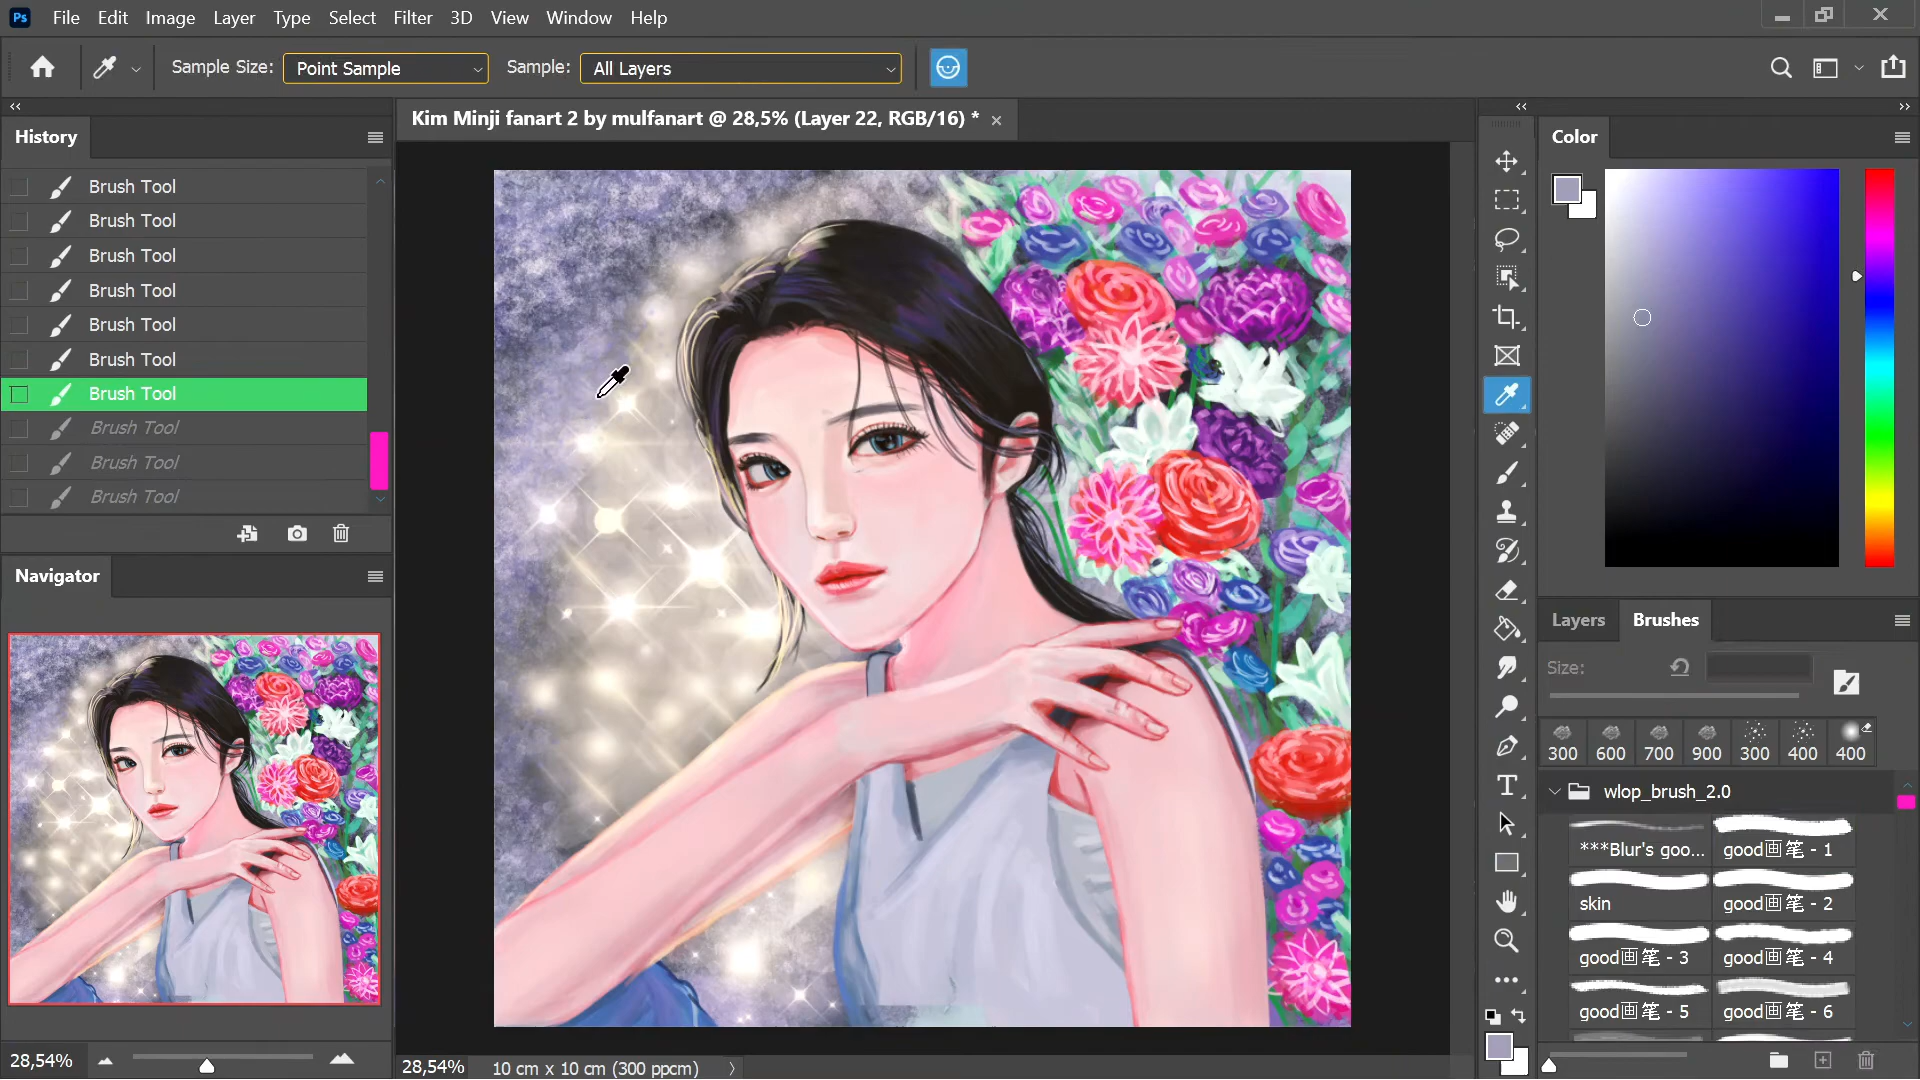 Ps File Edit Image Layer Type Select Filter 3D View Window Help
Sample Size: Point Sample Sample: All Layers
Kim Minji fanart 2 by mulfanart @ 28,5% (Layer 22, RGB/16) *
History
Brush Tool
Brush Tool
Brush Tool
Brush Tool
Brush Tool
Brush Tool
Brush Tool
Brush Tool
Brush Tool
Brush Tool
Navigator
28,54%
28,54% 10 cm x 10 cm (300 ppcm)
Color
Layers Brushes
Size:
300 600 700 900 300 400 400
wlop_brush_2.0
***Blur's goo... good画笔 - 1
skin good画笔 - 2
good画笔 - 3 good画笔 - 4
good画笔 - 5 good画笔 - 6